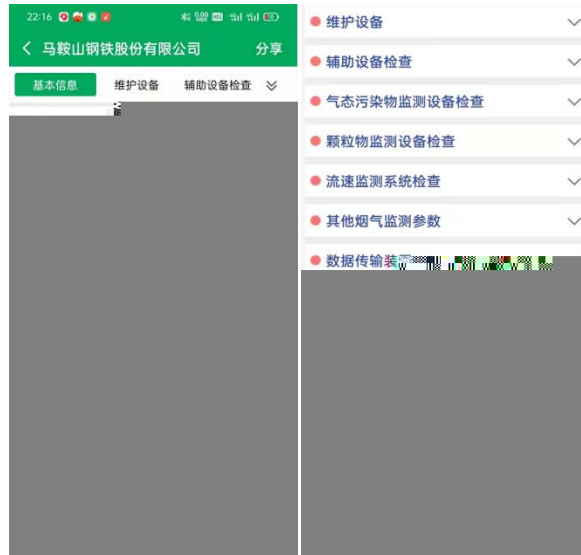 22:16
马鞍山钢铁股份有限公司
分享
基本信息
维护设备
辅助设备检查
维护设备
辅助设备检查
气态污染物监测设备检查
颗粒物监测设备检查
流速监测系统检查
其他烟气监测参数
数据传输装